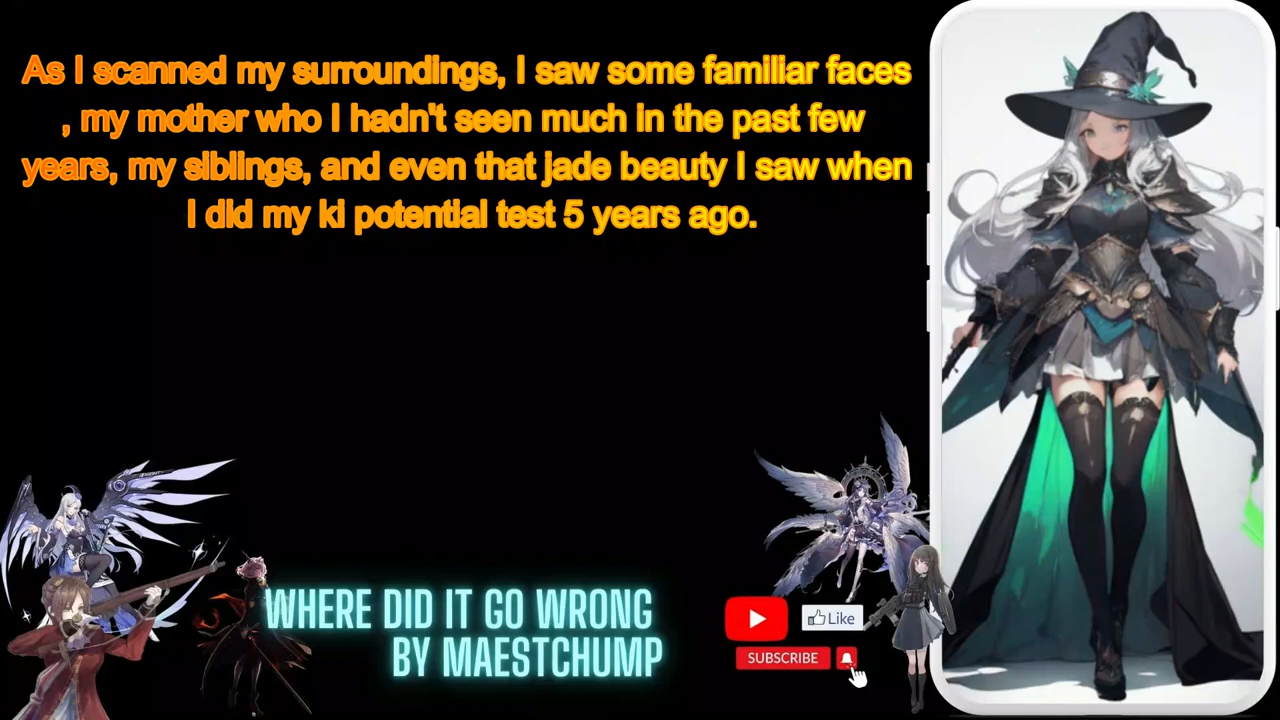 As I scanned my surroundings, I saw some familiar faces
, my mother who I hadn't seen much in the past few
years, my siblings, and even that jade beauty I saw when
I did my ki potential test 5 years ago.
WHERE DID IT GO WRONG
BY MAESTCHUMP
Like
SUBSCRIBE